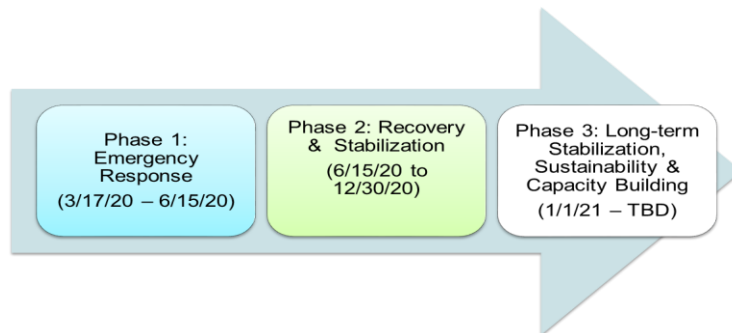 Phase 1:
Emergency
Response
(3/17/20 – 6/15/20)
Phase 2: Recovery
& Stabilization
(6/15/20 to
12/30/20)
Phase 3: Long-term
Stabilization,
Sustainability &
Capacity Building
(1/1/21 – TBD)